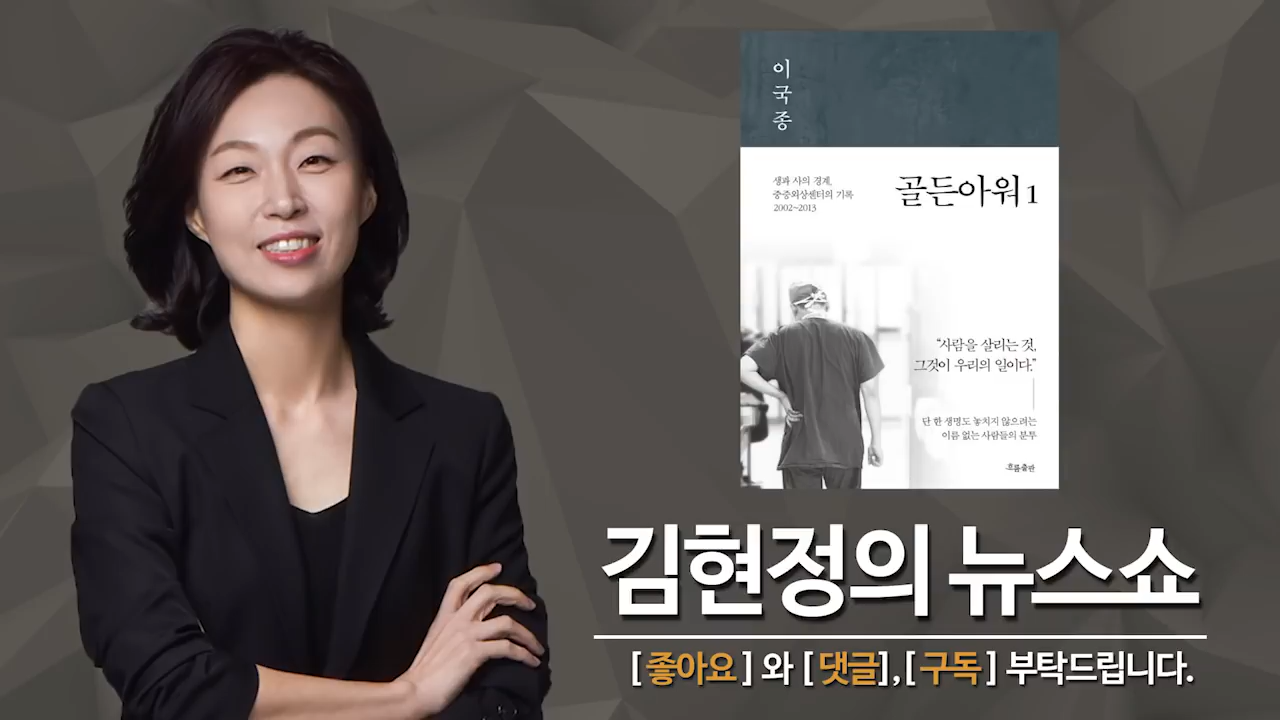 이국종
생과 사의 경계,
중증외상센터의 기록
2002~2013
골든아워 1
“사람을 살리는 것,
그것이 우리의 일이다.”
단 한 생명도 놓치지 않으려는
이름 없는 사람들의 분투
흐름출판
김현정의 뉴스쇼
[ 좋아요 ] 와 [ 댓글], [ 구독 ] 부탁드립니다.